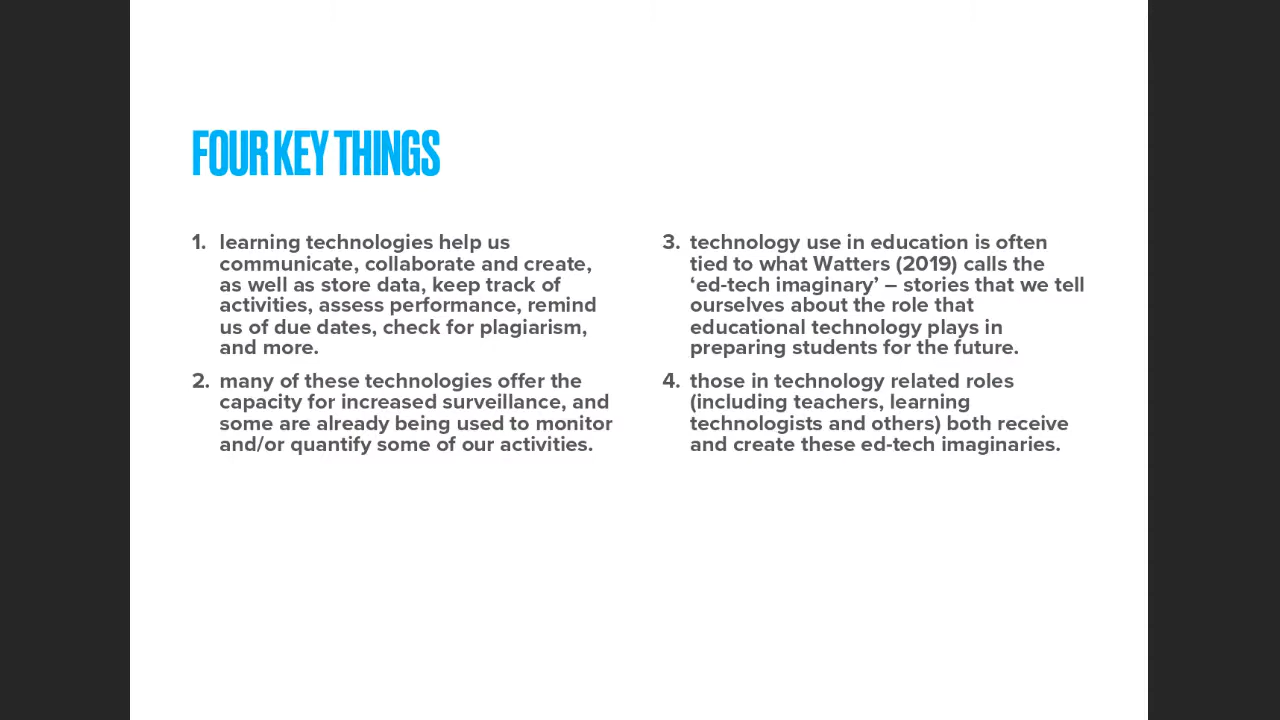 FOUR KEY THINGS
1. learning technologies help us
communicate, collaborate and create,
as well as store data, keep track of
activities, assess performance, remind
us of due dates, check for plagiarism,
and more.
2. many of these technologies offer the
capacity for increased surveillance, and
some are already being used to monitor
and/or quantify some of our activities.
3. technology use in education is often
tied to what Watters (2019) calls the
‘ed-tech imaginary’ – stories that we tell
ourselves about the role that
educational technology plays in
preparing students for the future.
4. those in technology related roles
(including teachers, learning
technologists and others) both receive
and create these ed-tech imaginaries.